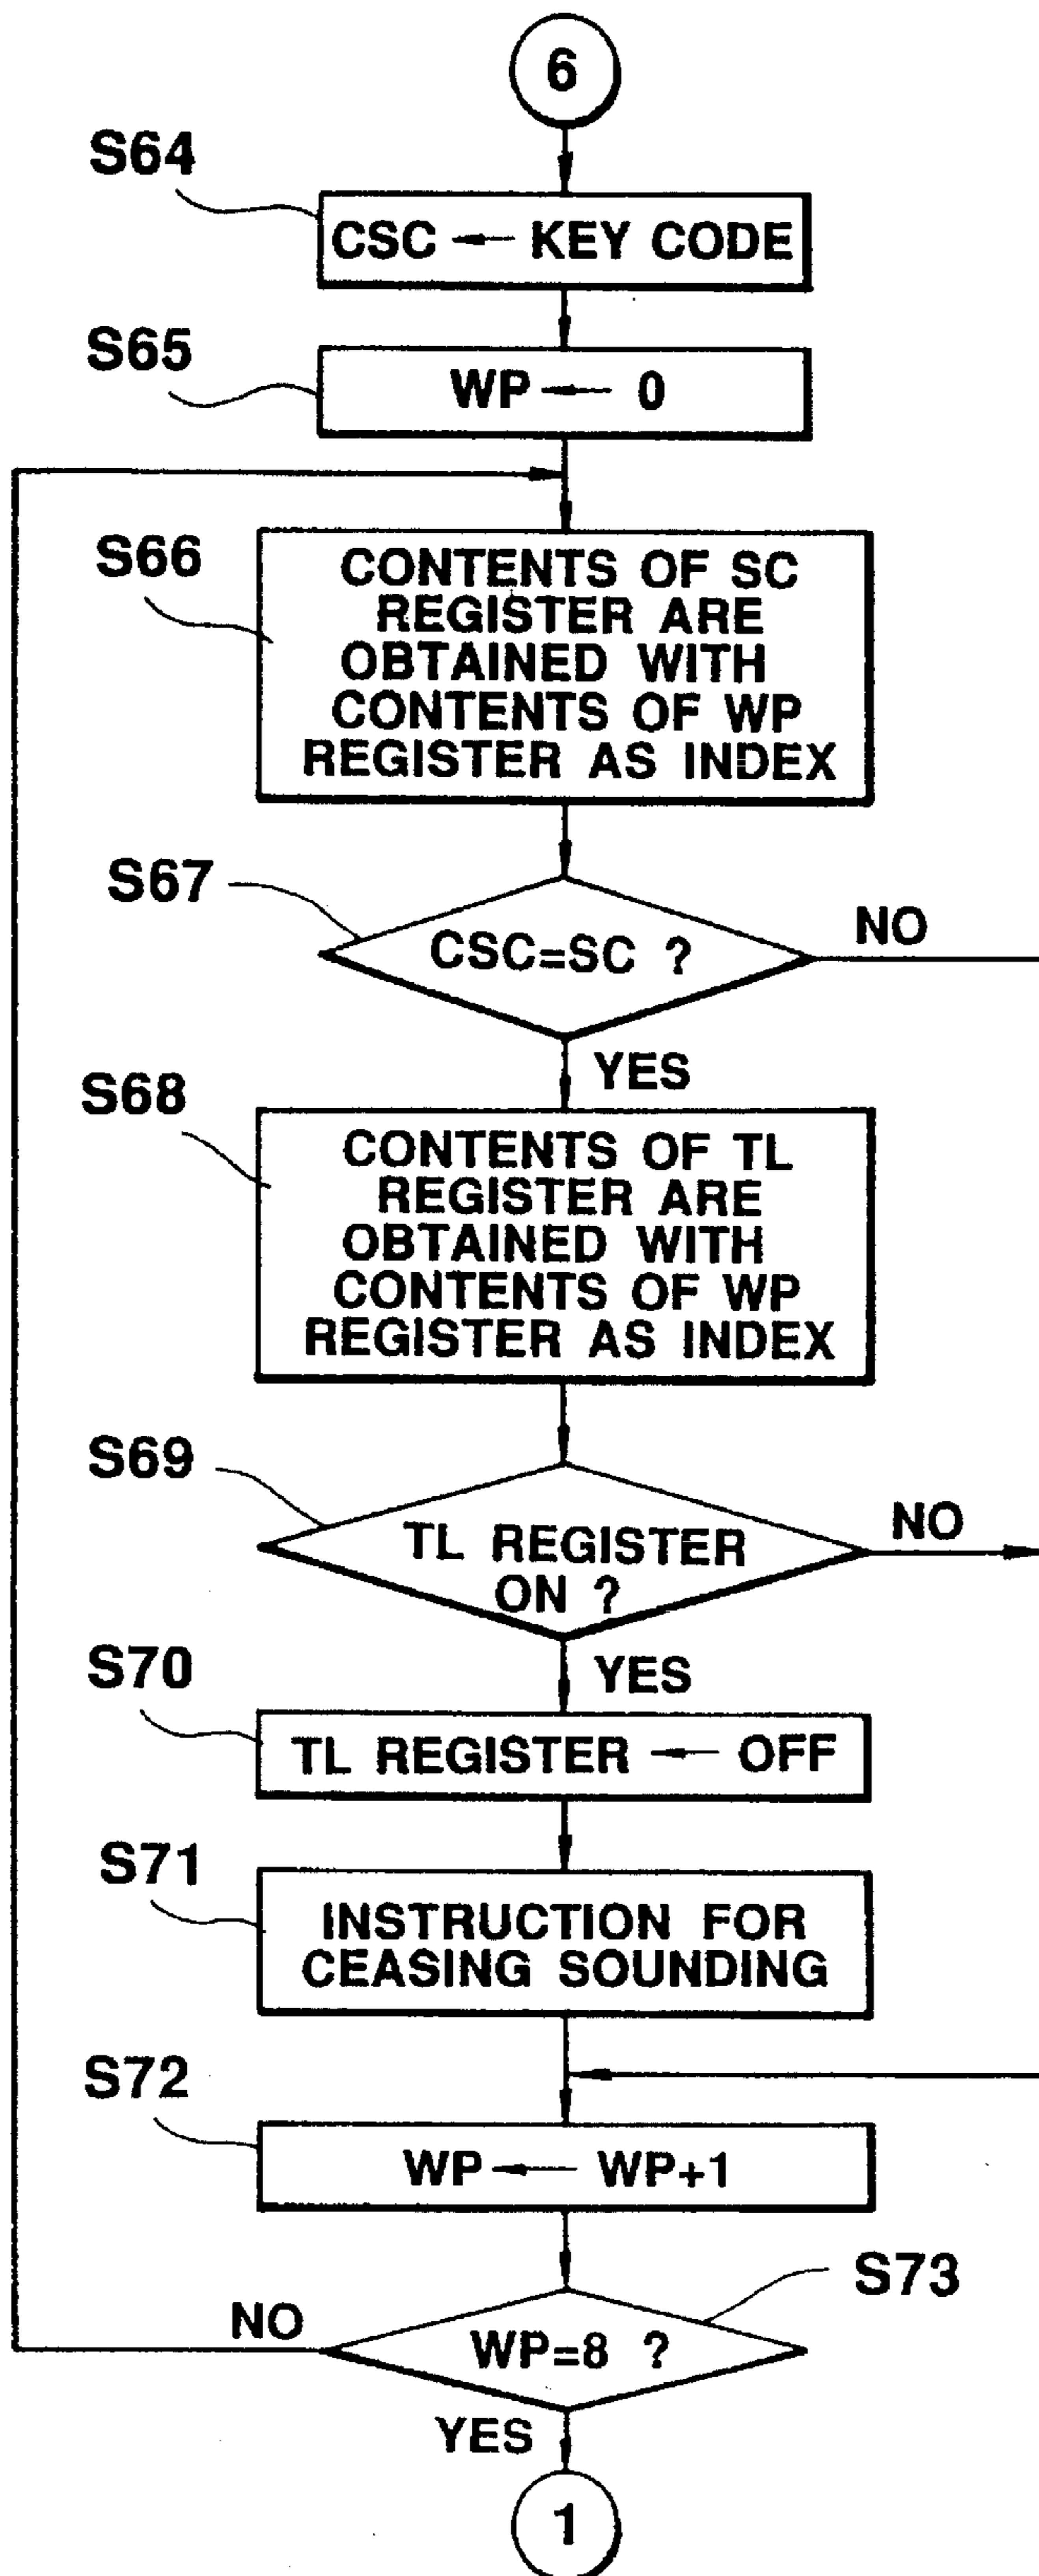 6
S64
CSC ← KEY CODE
S65
WP ← 0
S66
CONTENTS OF SC
REGISTER ARE
OBTAINED WITH
CONTENTS OF WP
REGISTER AS INDEX
S67
CSC=SC ?
NO
YES
S68
CONTENTS OF TL
REGISTER ARE
OBTAINED WITH
CONTENTS OF WP
REGISTER AS INDEX
S69
TL REGISTER
ON ?
NO
YES
S70
TL REGISTER ← OFF
S71
INSTRUCTION FOR
CEASING SOUNDING
S72
WP ← WP+1
S73
WP=8 ?
NO
YES
1